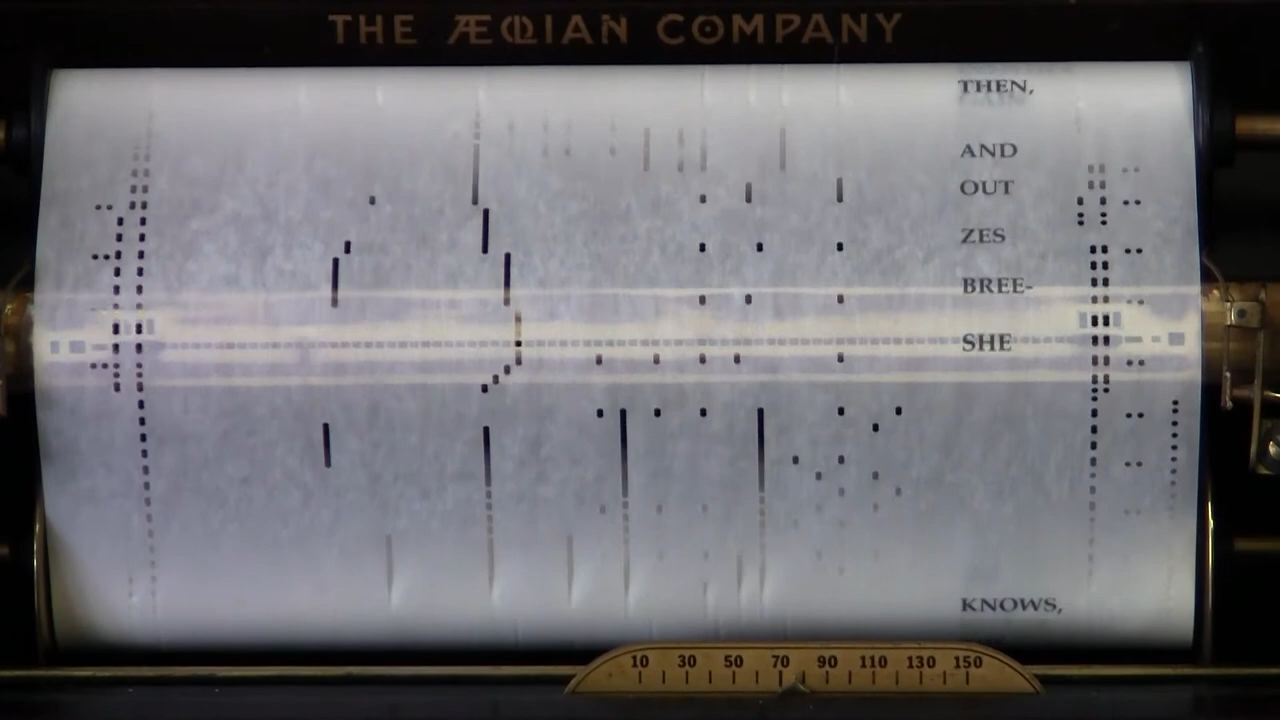 THE ÆOLIAN COMPANY
THEN,
AND
OUT
ZES
BREE-
SHE
KNOWS,
10 30 50 70 90 110 130 150